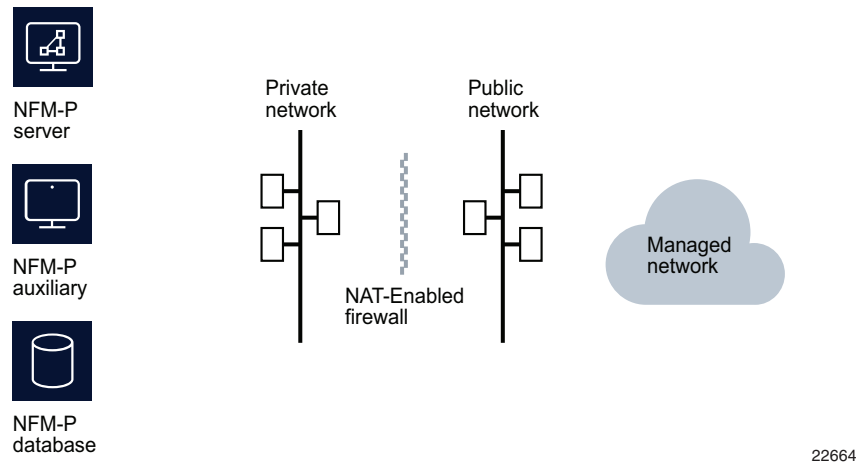 NFM-P
server
NFM-P
auxiliary
NFM-P
database
Private
network
NAT-Enabled
firewall
Public
network
Managed
network
22664